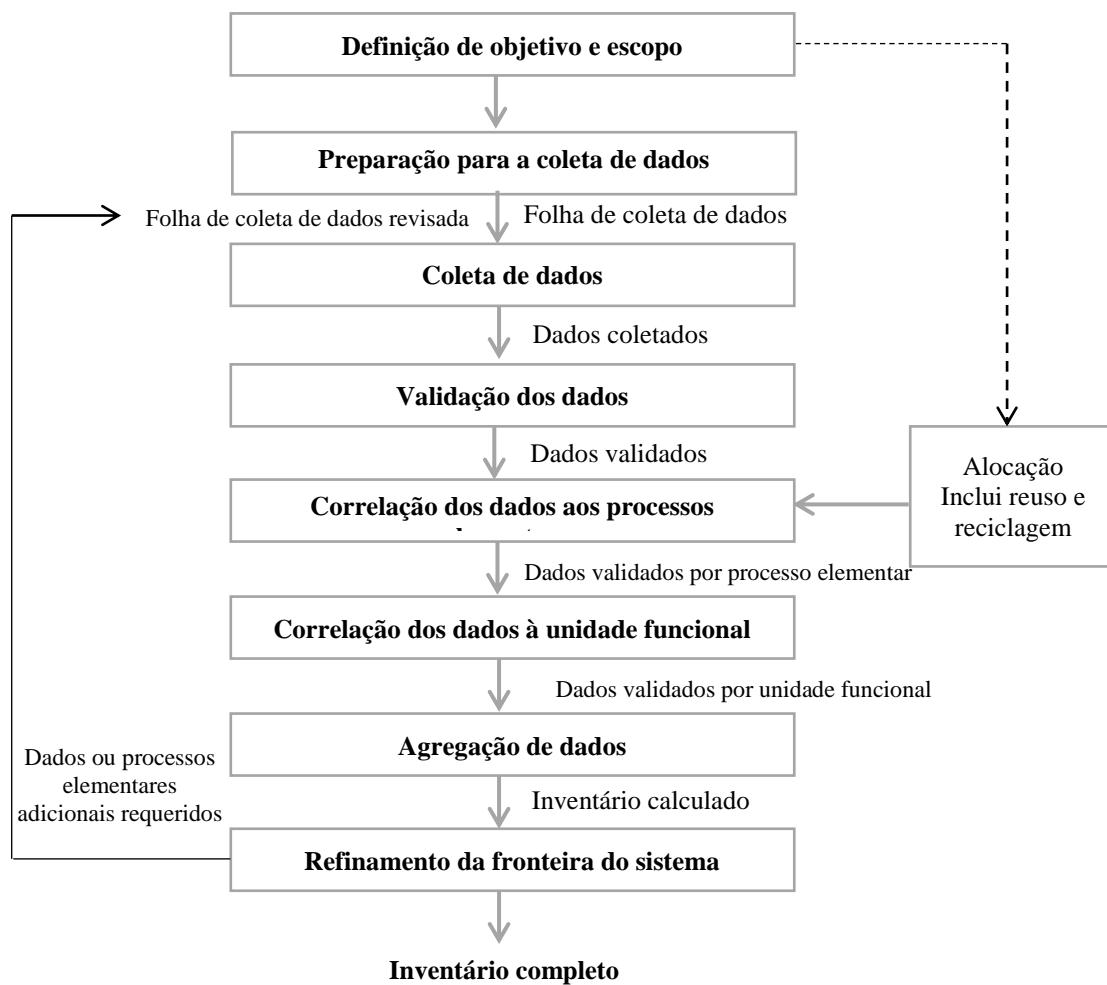 Definição de objetivo e escopo
Preparação para a coleta de dados
Folha de coleta de dados revisada
Folha de coleta de dados
Coleta de dados
Dados coletados
Validação dos dados
Dados validados
Correlação dos dados aos processos
Alocação
Inclui reuso e
reciclagem
Dados validados por processo elementar
Correlação dos dados à unidade funcional
Dados validados por unidade funcional
Agregação de dados
Dados ou processos
elementares
adicionais requeridos
Inventário calculado
Refinamento da fronteira do sistema
Inventário completo